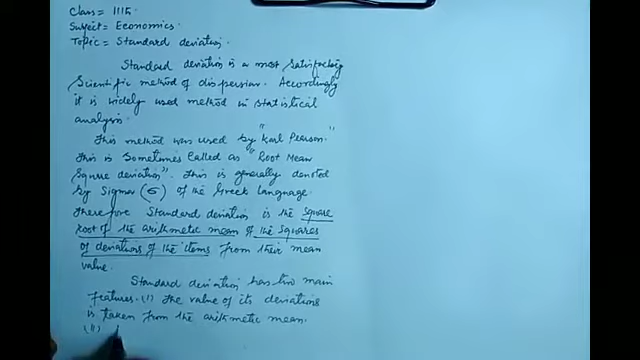 Class = 11th
Subject = Economics.
Topic = Standard deviation.
Standard deviation is a most Satisfactory
Scientific method of dispersion. Accordingly
it is widely used method in statistical
analysis.
This method was used by "Karl Pearson."
This is Sometimes Called as "Root Mean
Square deviation". This is generally denoted
by Sigma (σ) of the Greek language.
Therefore Standard deviation is the Square
Root of the arithmetic mean of the Squares
of deviations of the items from their mean
value.
Standard deviation has two main
features. (i) The value of its deviations
is taken from the arithmetic mean.
(ii)